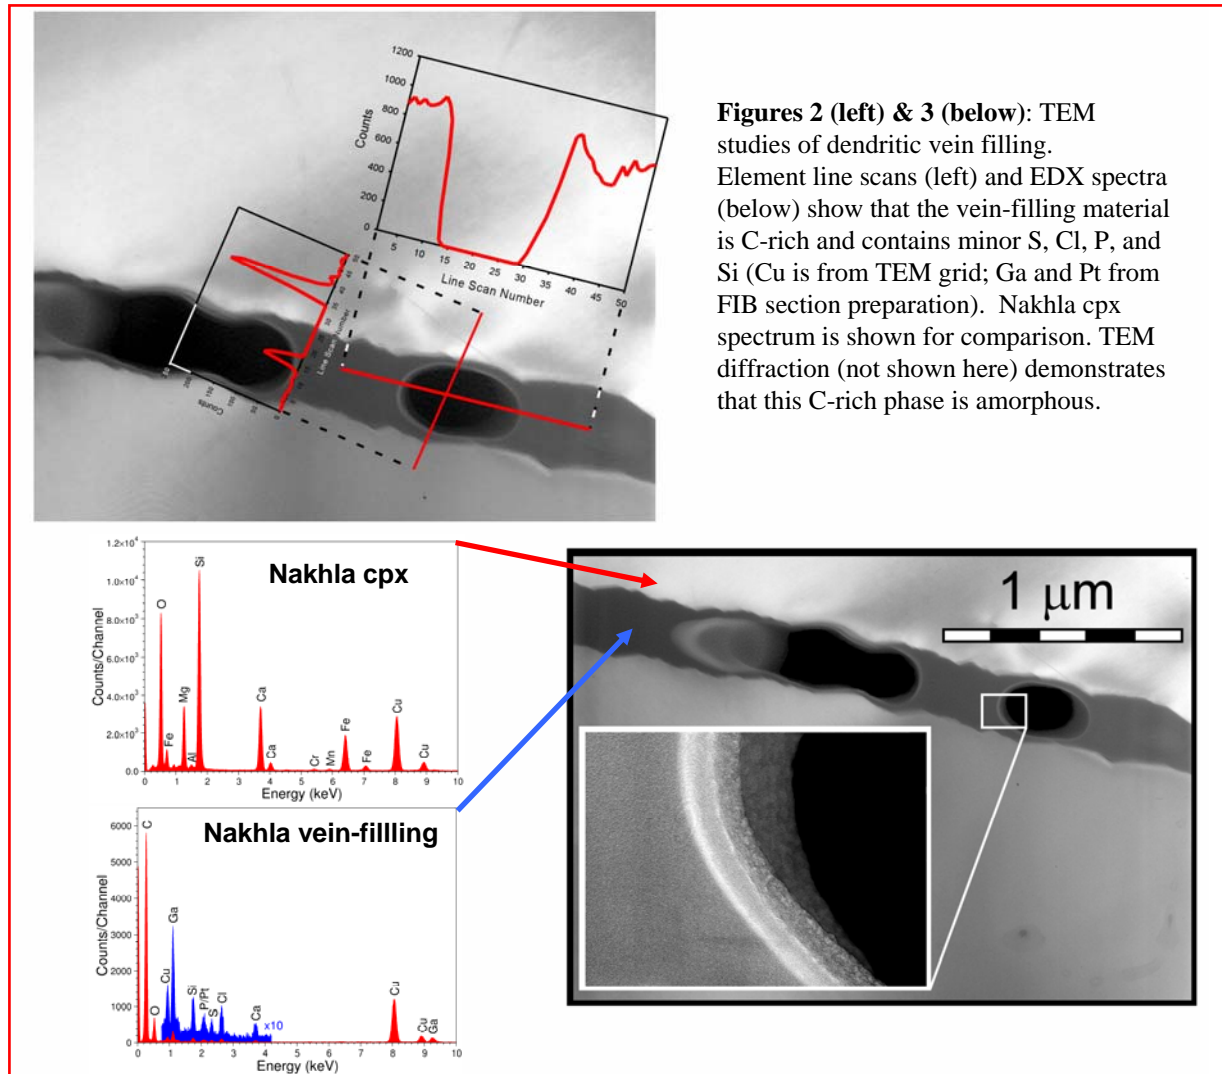 1200
1000
800
600
400
200
0
Counts
5
10
15
20
25
30
35
40
45
50
Line Scan Number
Line Scan Number
250
200
150
100
50
0
Counts
Figures 2 (left) & 3 (below): TEM
studies of dendritic vein filling.
Element line scans (left) and EDX spectra
(below) show that the vein-filling material
is C-rich and contains minor S, Cl, P, and
Si (Cu is from TEM grid; Ga and Pt from
FIB section preparation). Nakhla cpx
spectrum is shown for comparison. TEM
diffraction (not shown here) demonstrates
that this C-rich phase is amorphous.
Nakhla cpx
1.2×10⁴
1.0×10⁴
8.0×10³
6.0×10³
4.0×10³
2.0×10³
0.0
Counts/Channel
O
Fe
Mg
Al
Si
Ca
Ca
Cr
Mn
Fe
Fe
Cu
Cu
0 1 2 3 4 5 6 7 8 9 10
Energy (keV)
Nakhla vein-fillling
6000
5000
4000
3000
2000
1000
0
Counts/Channel
C
O
Cu
Ga
Si
P/Pt
S
Cl
Ca
x10
Cu
Cu
Ga
0 1 2 3 4 5 6 7 8 9 10
Energy (keV)
1 μm